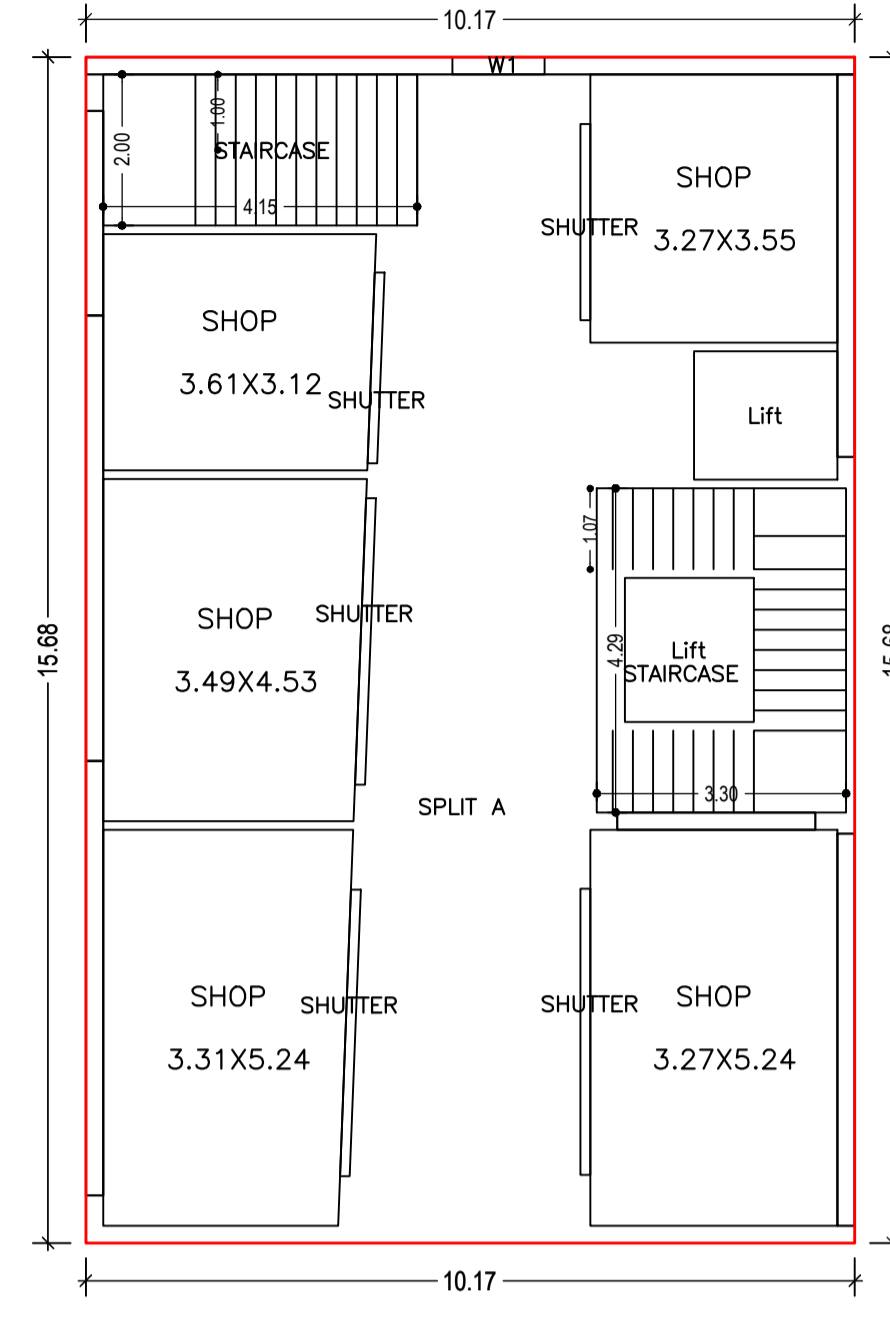 10.17
W1
1.00
2.00
STAIRCASE
4.15
SHOP
3.27X3.55
SHUTTER
SHOP
3.61X3.12
SHUTTER
Lift
1.07
SHOP
3.49X4.53
SHUTTER
4.29
Lift
STAIRCASE
15.68
15.68
3.30
SPLIT A
SHOP
3.31X5.24
SHUTTER
SHUTTER
SHOP
3.27X5.24
10.17